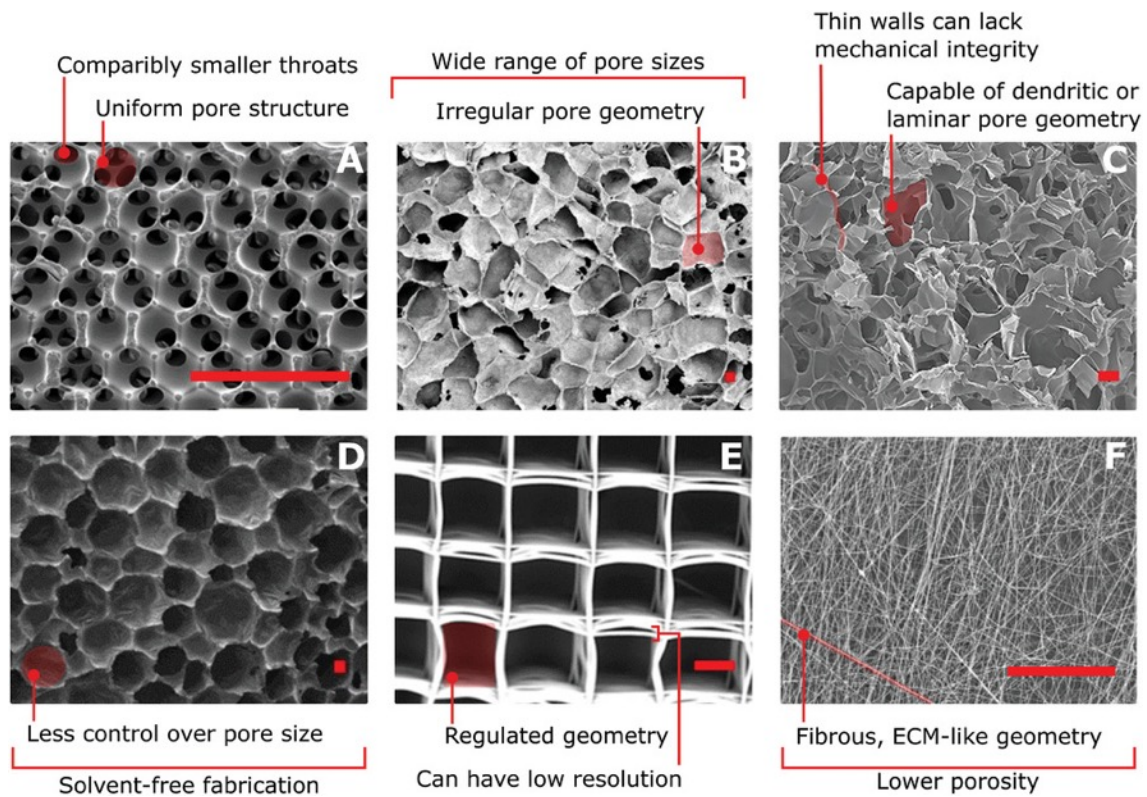 Comparibly smaller throats
Uniform pore structure
Wide range of pore sizes
Irregular pore geometry
Thin walls can lack
mechanical integrity
Capable of dendritic or
laminar pore geometry
A
B
C
D
E
F
Less control over pore size
Solvent-free fabrication
Regulated geometry
Can have low resolution
Fibrous, ECM-like geometry
Lower porosity